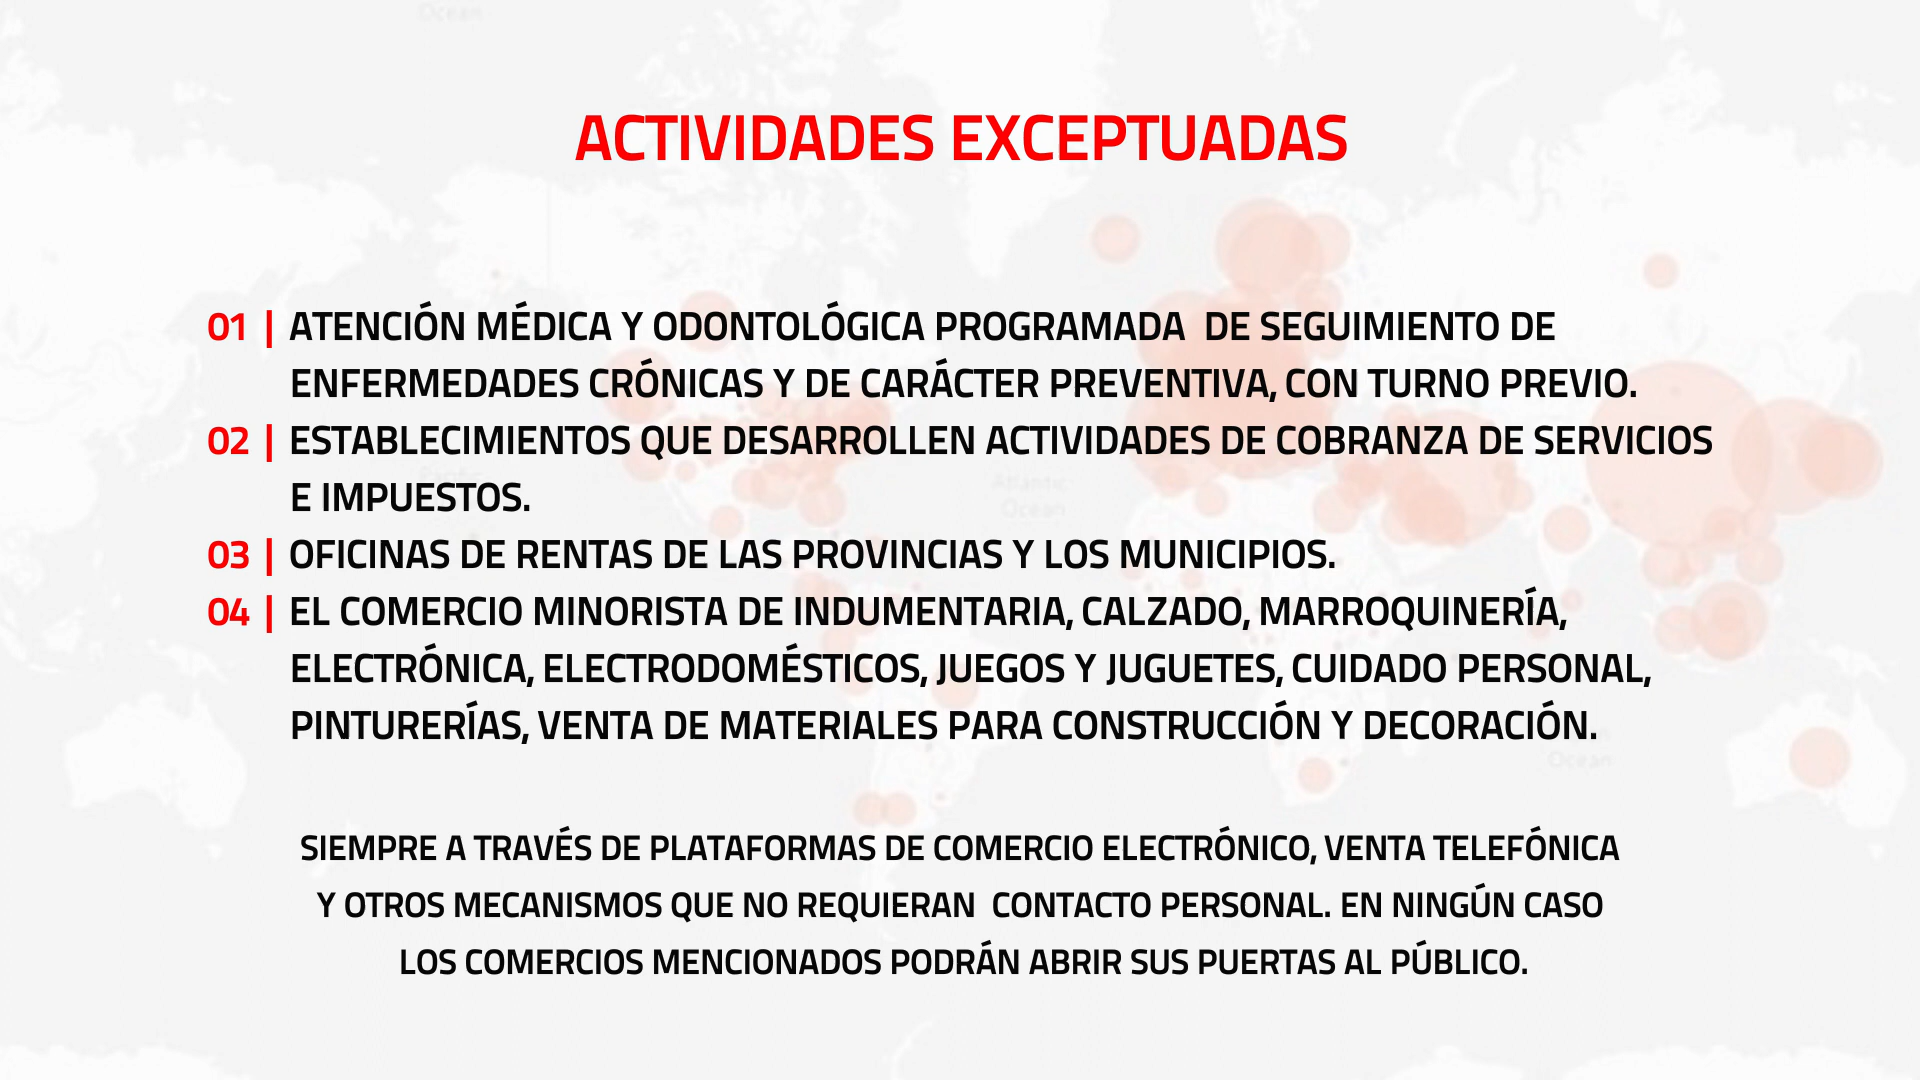 Ocean
ACTIVIDADES EXCEPTUADAS
01 | ATENCIÓN MÉDICA Y ODONTOLÓGICA PROGRAMADA DE SEGUIMIENTO DE
ENFERMEDADES CRÓNICAS Y DE CARÁCTER PREVENTIVA, CON TURNO PREVIO.
02 | ESTABLECIMIENTOS QUE DESARROLLEN ACTIVIDADES DE COBRANZA DE SERVICIOS
E IMPUESTOS.
Atlantic
Ocean
03 | OFICINAS DE RENTAS DE LAS PROVINCIAS Y LOS MUNICIPIOS.
04 | EL COMERCIO MINORISTA DE INDUMENTARIA, CALZADO, MARROQUINERÍA,
ELECTRÓNICA, ELECTRODOMÉSTICOS, JUEGOS Y JUGUETES, CUIDADO PERSONAL,
PINTURERÍAS, VENTA DE MATERIALES PARA CONSTRUCCIÓN Y DECORACIÓN.
Ocean
SIEMPRE A TRAVÉS DE PLATAFORMAS DE COMERCIO ELECTRÓNICO, VENTA TELEFÓNICA
Y OTROS MECANISMOS QUE NO REQUIERAN CONTACTO PERSONAL. EN NINGÚN CASO
LOS COMERCIOS MENCIONADOS PODRÁN ABRIR SUS PUERTAS AL PÚBLICO.